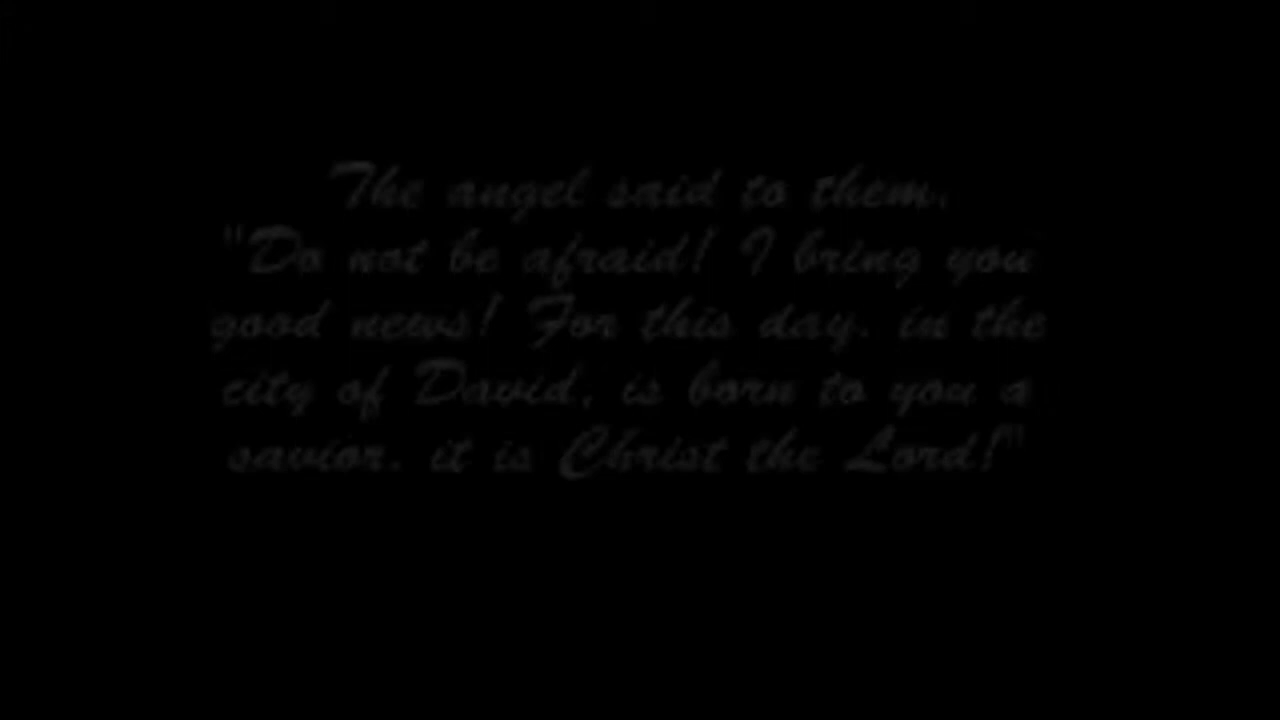 The angel said to them,
"Do not be afraid! I bring you
good news! For this day, in the
city of David, is born to you a
savior, it is Christ the Lord!"